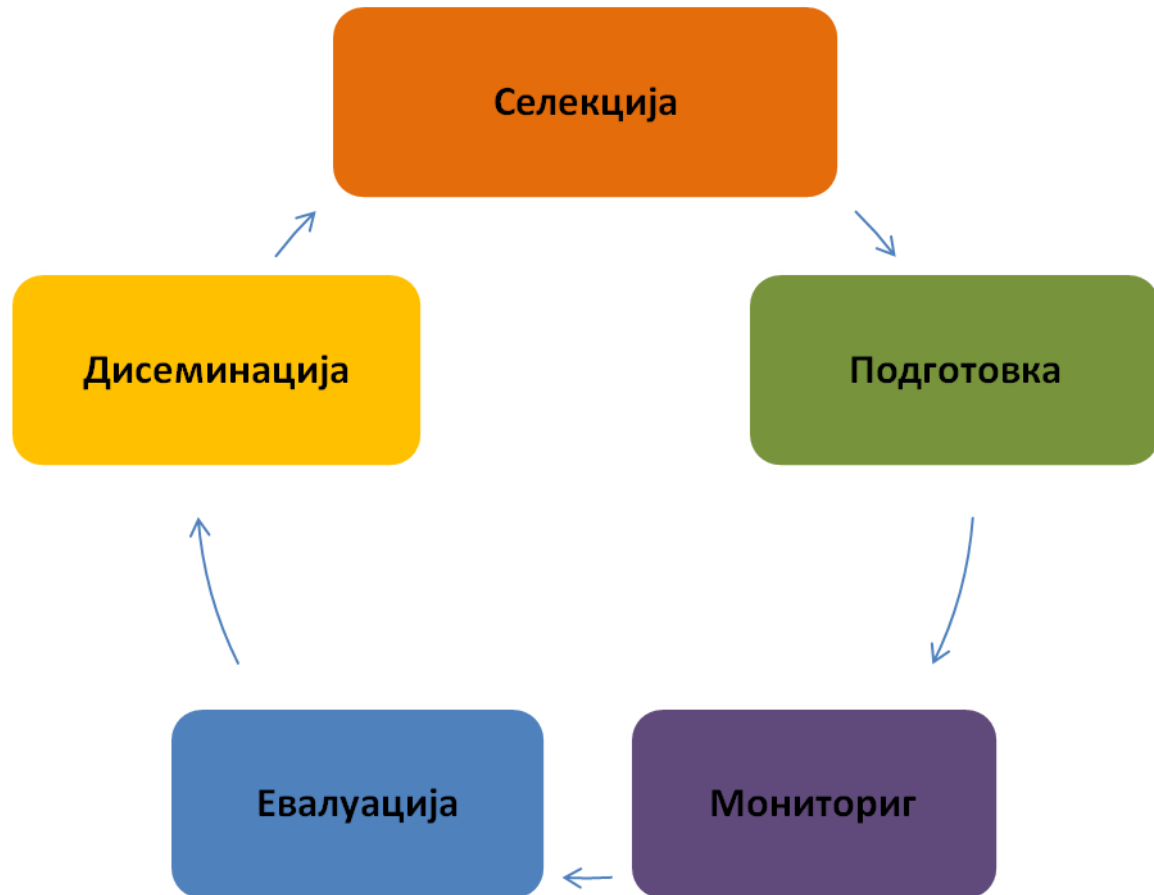 Селекција
Подготовка
Мониториг
Евалуација
Дисеминација